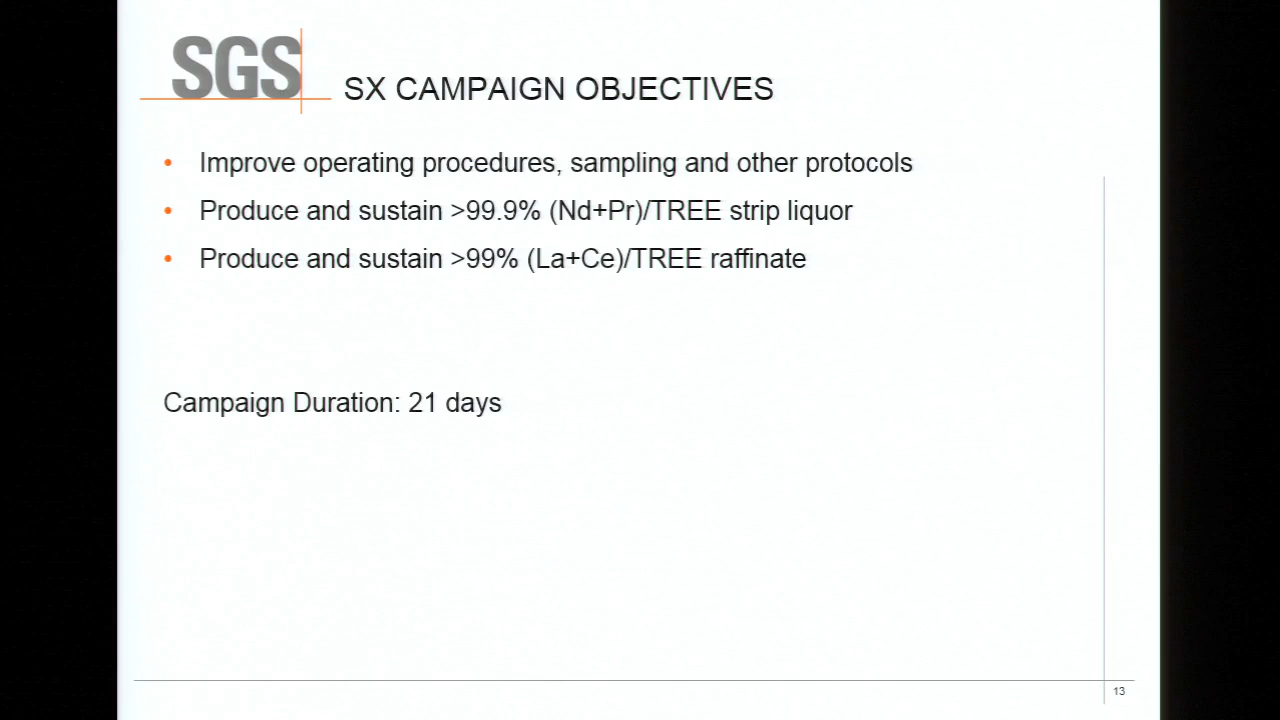 SGS
SX CAMPAIGN OBJECTIVES
• Improve operating procedures, sampling and other protocols
• Produce and sustain >99.9% (Nd+Pr)/TREE strip liquor
• Produce and sustain >99% (La+Ce)/TREE raffinate
Campaign Duration: 21 days
13